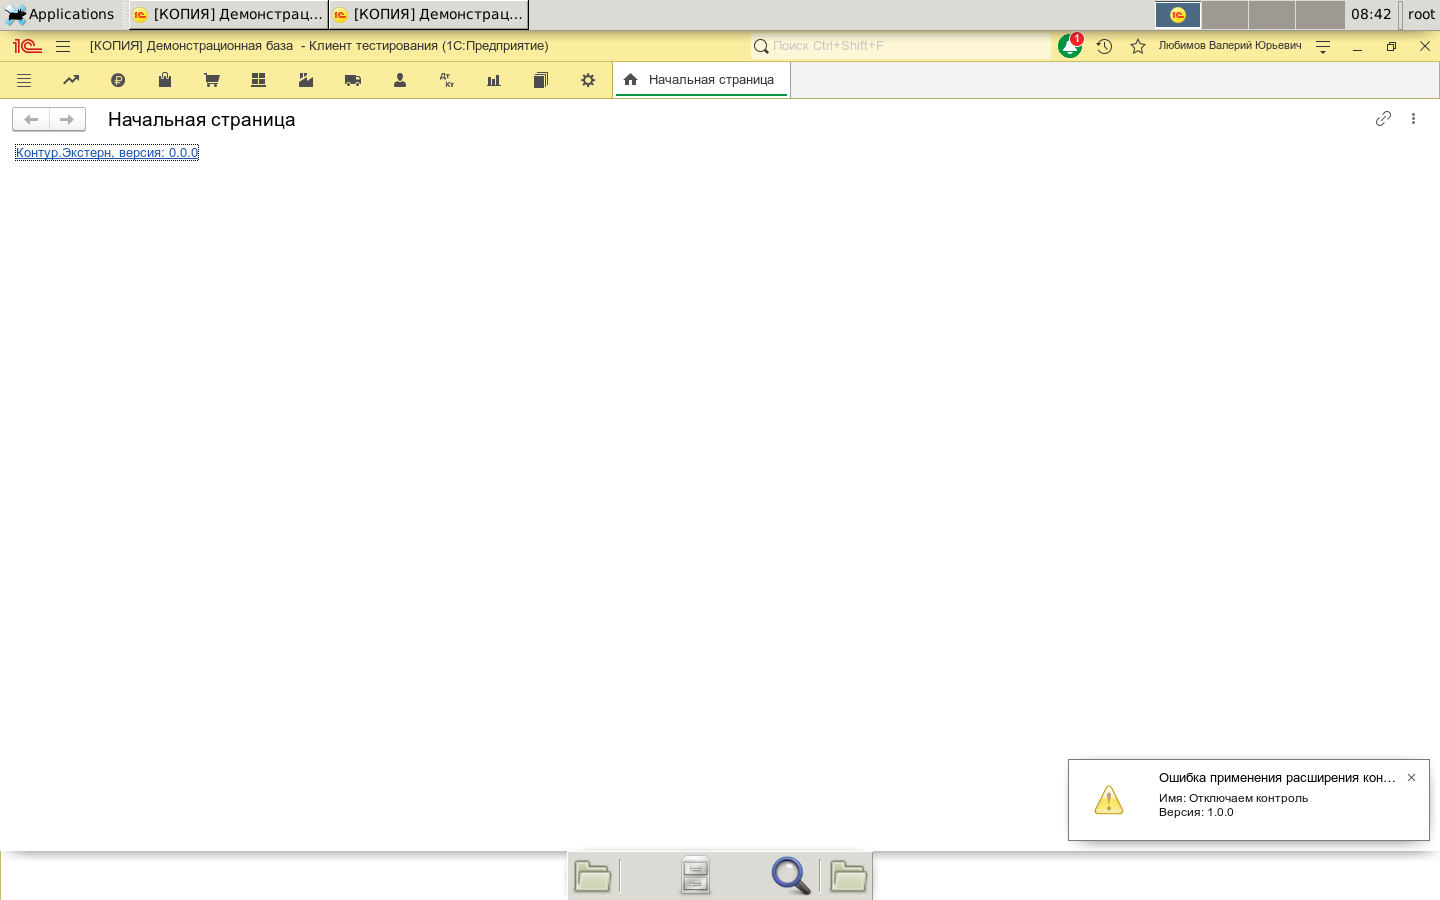 Applications
[КОПИЯ] Демонстрац...
[КОПИЯ] Демонстрац...
08:42
root
1С
[КОПИЯ] Демонстрационная база - Клиент тестирования (1С:Предприятие)
Поиск Ctrl+Shift+F
1
Любимов Валерий Юрьевич
Дт
Кт
Начальная страница
Начальная страница
Контур.Экстерн, версия: 0.0.0
Ошибка применения расширения кон...
Имя: Отключаем контроль
Версия: 1.0.0